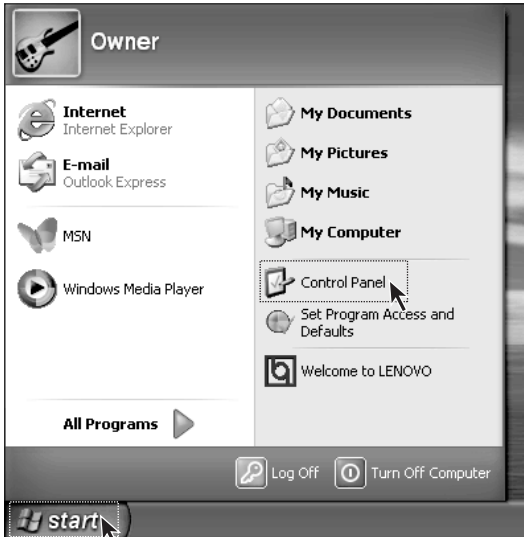 Owner
Internet
Internet Explorer
E-mail
Outlook Express
MSN
Windows Media Player
All Programs
My Documents
My Pictures
My Music
My Computer
Control Panel
Set Program Access and
Defaults
Welcome to LENOVO
Log Off
Turn Off Computer
start